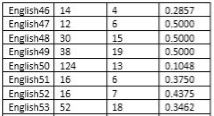 English46 14 4 0.2857
English47 12 6 0.5000
English48 30 15 0.5000
English49 38 19 0.5000
English50 124 13 0.1048
English51 16 6 0.3750
English52 16 7 0.4375
English53 52 18 0.3462